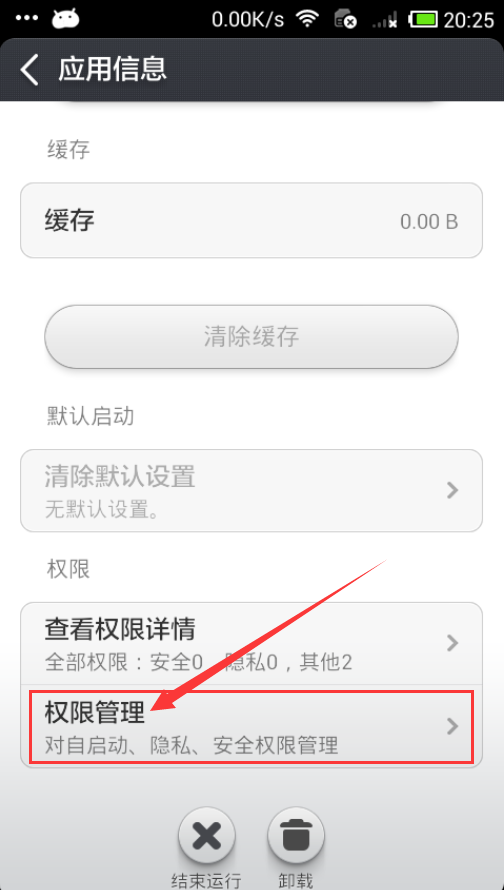 0.00K/s 20:25
应用信息
缓存
缓存 0.00 B
清除缓存
默认启动
清除默认设置
无默认设置。
权限
查看权限详情
全部权限：安全0，隐私0，其他2
权限管理
对自启动、隐私、安全权限管理
结束运行 卸载